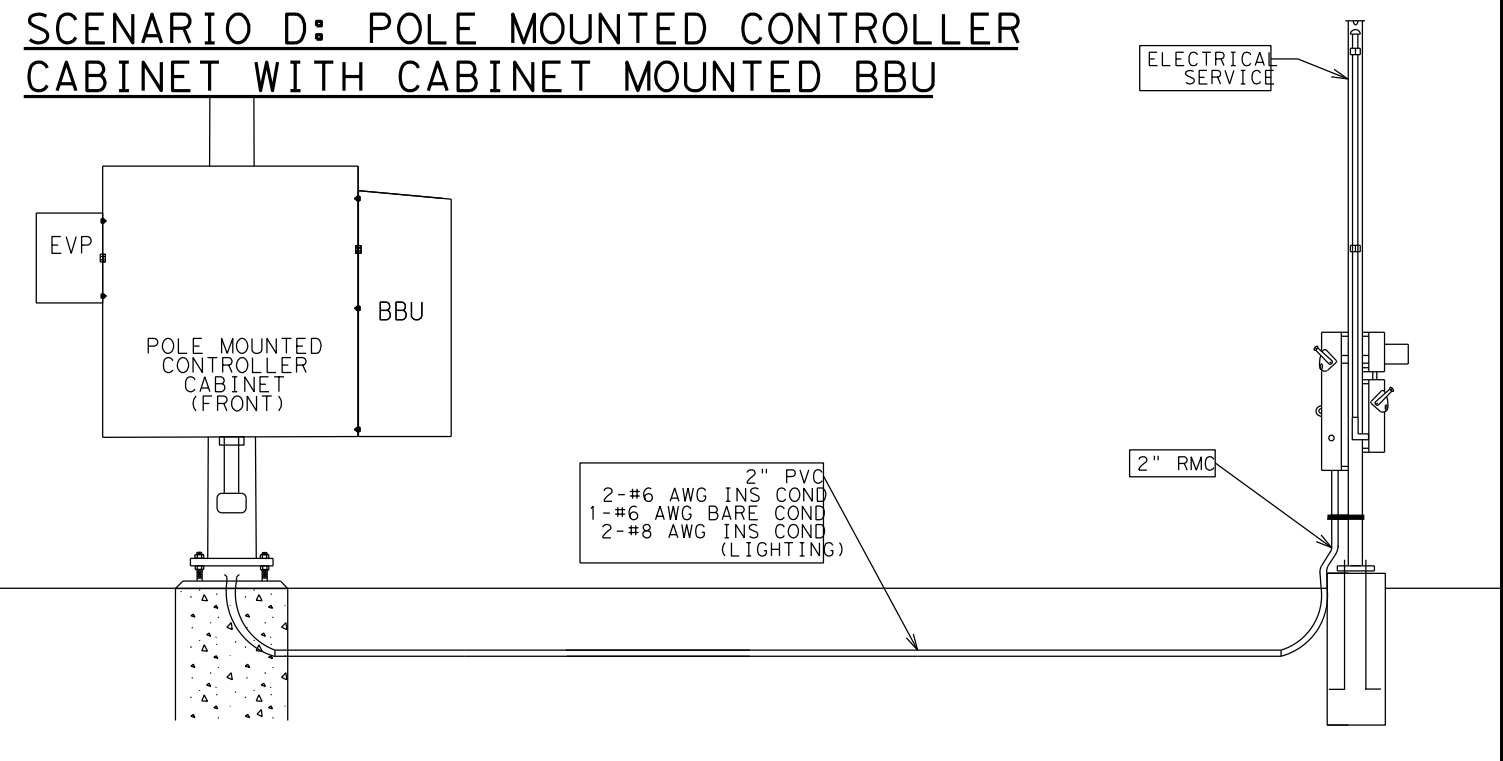 SCENARIO D: POLE MOUNTED CONTROLLER
CABINET WITH CABINET MOUNTED BBU
ELECTRICAL
SERVICE
EVP
BBU
POLE MOUNTED
CONTROLLER
CABINET
(FRONT)
2" PVC
2-#6 AWG INS COND
1-#6 AWG BARE COND
2-#8 AWG INS COND
(LIGHTING)
2" RMC